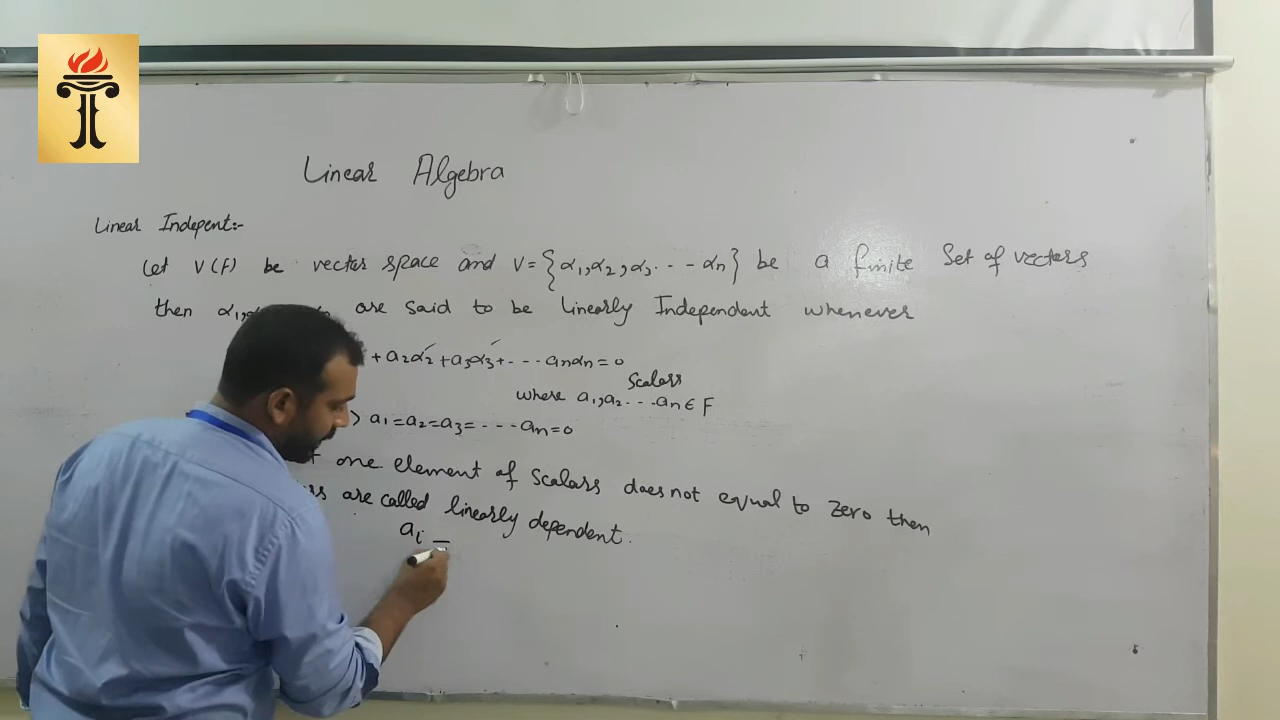 Linear Algebra
Linear Indepent:-
Let V(F) be vector space and V={α1,α2,α3.---αn} be a finite Set of vectors
then are said to be linearly Independent whenever
+a2α2+a3α3+---anαn=0
Scalars
where a1,a2...-an∈F
a1=a2=a3=---an=0
one element of Scalars does not equal to Zero then
are called linearly dependent.
ai